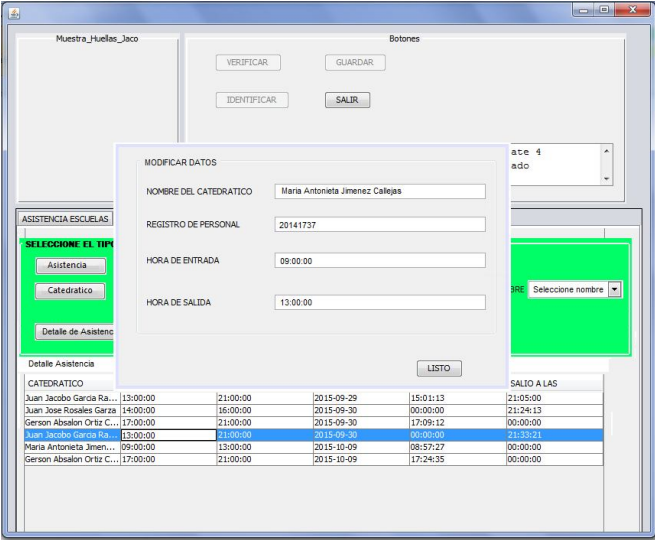 Muestra_Huellas_Jaco
Botones
VERIFICAR
GUARDAR
IDENTIFICAR
SALIR
ate 4
ado
MODIFICAR DATOS
NOMBRE DEL CATEDRATICO
Maria Antonieta Jimenez Callejas
REGISTRO DE PERSONAL
20141737
HORA DE ENTRADA
09:00:00
HORA DE SALIDA
13:00:00
LISTO
ASISTENCIA ESCUELAS
SELECCIONE EL TIPO
Asistencia
Catedratico
BRE Seleccione nombre
Detalle de Asistenc
Detalle Asistencia
CATEDRATICO SALIO A LAS
Juan Jacobo Garcia Ra... 13:00:00 21:00:00 2015-09-29 15:01:13 21:05:00
Juan Jose Rosales Garza 14:00:00 16:00:00 2015-09-30 00:00:00 21:24:13
Gerson Absalon Ortiz C... 17:00:00 21:00:00 2015-09-30 17:09:12 00:00:00
Juan Jacobo Garcia Ra... 13:00:00 21:00:00 2015-09-30 00:00:00 21:33:21
Maria Antonieta Jimen... 09:00:00 13:00:00 2015-10-09 08:57:27 00:00:00
Gerson Absalon Ortiz C... 17:00:00 21:00:00 2015-10-09 17:24:35 00:00:00